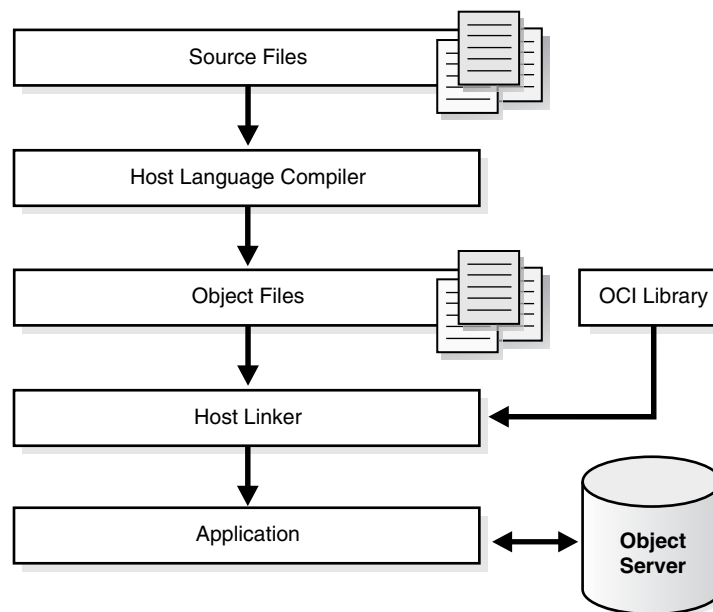 Source Files
Host Language Compiler
Object Files
OCI Library
Host Linker
Application
Object
Server